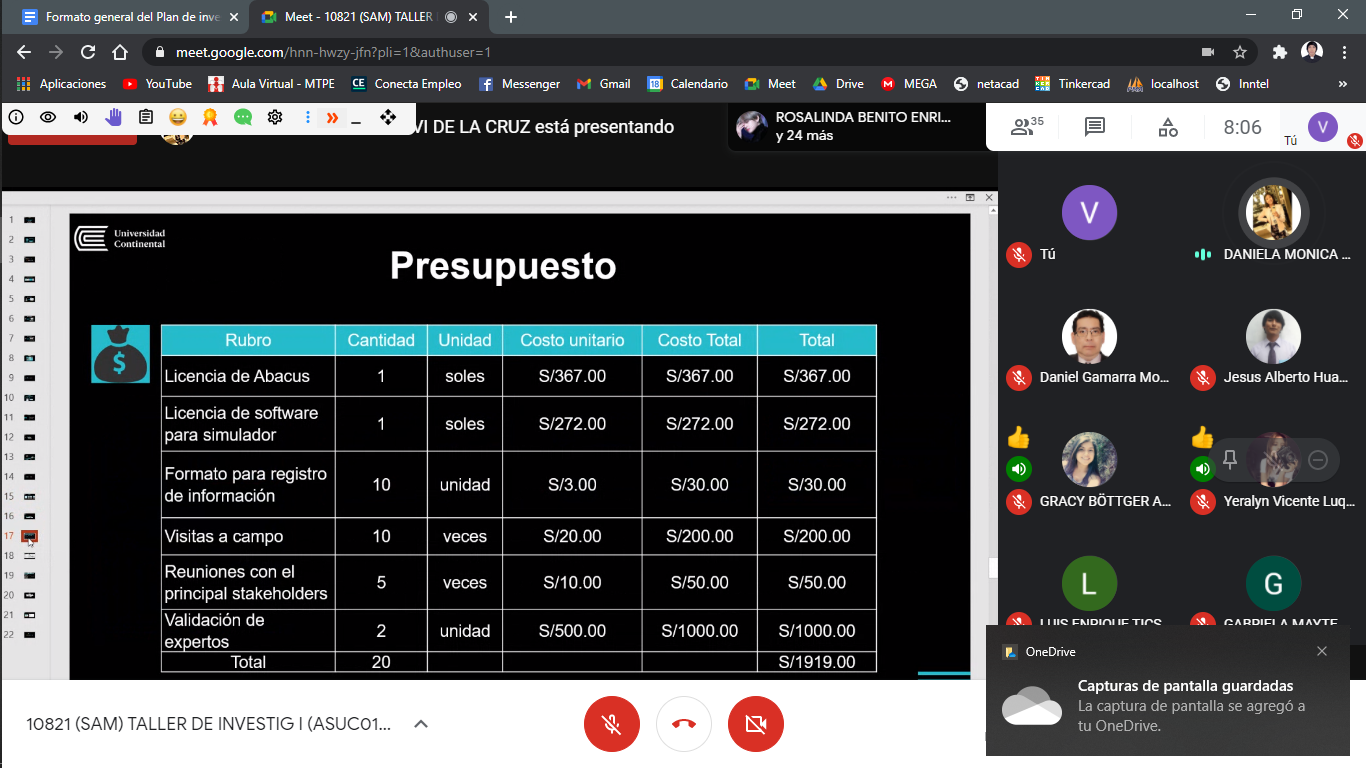 Formato general del Plan de inve
Meet - 10821 (SAM) TALLER
meet.google.com/hnn-hwzy-jfn?pli=1&authuser=1
Aplicaciones YouTube Aula Virtual - MTPE Conecta Empleo Messenger Gmail Calendario Meet Drive MEGA netacad Tinkercad localhost Inntel »
VI DE LA CRUZ está presentando
ROSALINDA BENITO ENRI...
y 24 más
35
8:06
Tú
V
Universidad
Continental
Presupuesto
Rubro Cantidad Unidad Costo unitario Costo Total Total
Licencia de Abacus 1 soles S/367.00 S/367.00 S/367.00
Licencia de software
para simulador 1 soles S/272.00 S/272.00 S/272.00
Formato para registro
de información 10 unidad S/3.00 S/30.00 S/30.00
Visitas a campo 10 veces S/20.00 S/200.00 S/200.00
Reuniones con el
principal stakeholders 5 veces S/10.00 S/50.00 S/50.00
Validación de
expertos 2 unidad S/500.00 S/1000.00 S/1000.00
Total 20 S/1919.00
1
2
3
4
5
6
7
8
9
10
11
12
13
14
15
16
17
18
19
20
21
22
V
Tú
DANIELA MONICA ...
Daniel Gamarra Mo...
Jesus Alberto Hua...
GRACY BÖTTGER A...
Yeralyn Vicente Luq...
L
LUIS ENRIQUE TICS
G
GABRIELA MAYTE
OneDrive
Capturas de pantalla guardadas
La captura de pantalla se agregó a
tu OneDrive.
10821 (SAM) TALLER DE INVESTIG I (ASUC01...